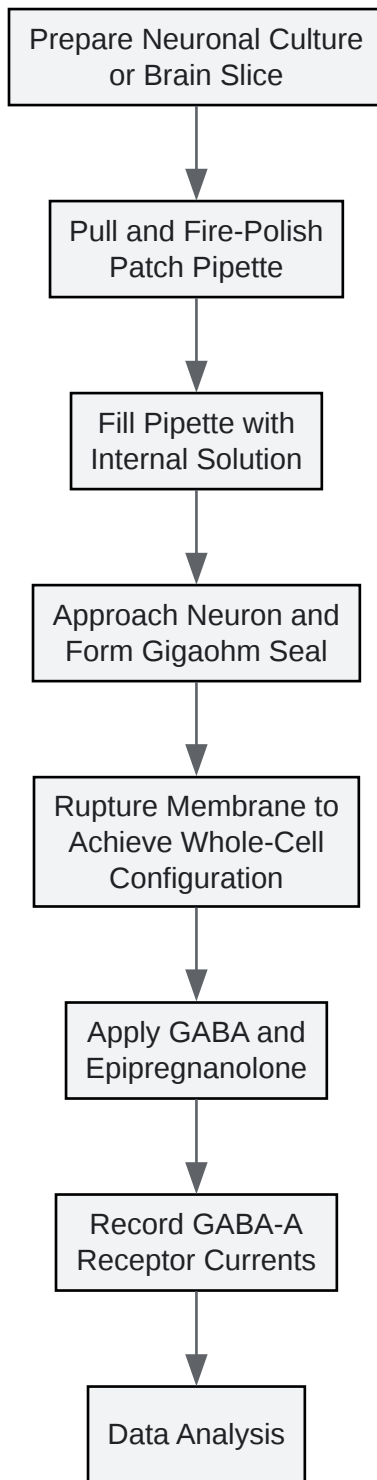 Prepare Neuronal Culture
or Brain Slice
Pull and Fire-Polish
Patch Pipette
Fill Pipette with
Internal Solution
Approach Neuron and
Form Gigaohm Seal
Rupture Membrane to
Achieve Whole-Cell
Configuration
Apply GABA and
Epipregnanolone
Record GABA-A
Receptor Currents
Data Analysis